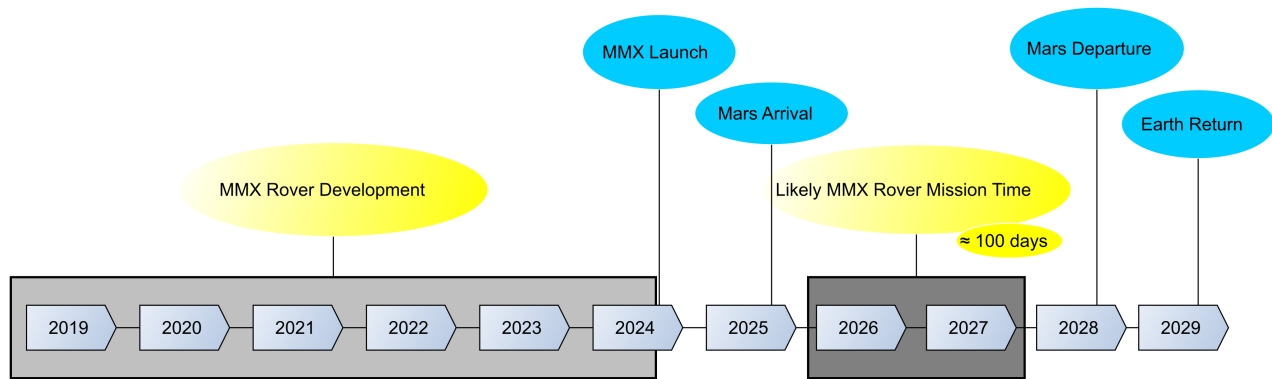 MMX Launch
Mars Departure
Mars Arrival
Earth Return
MMX Rover Development
Likely MMX Rover Mission Time
≈ 100 days
2019
2020
2021
2022
2023
2024
2025
2026
2027
2028
2029